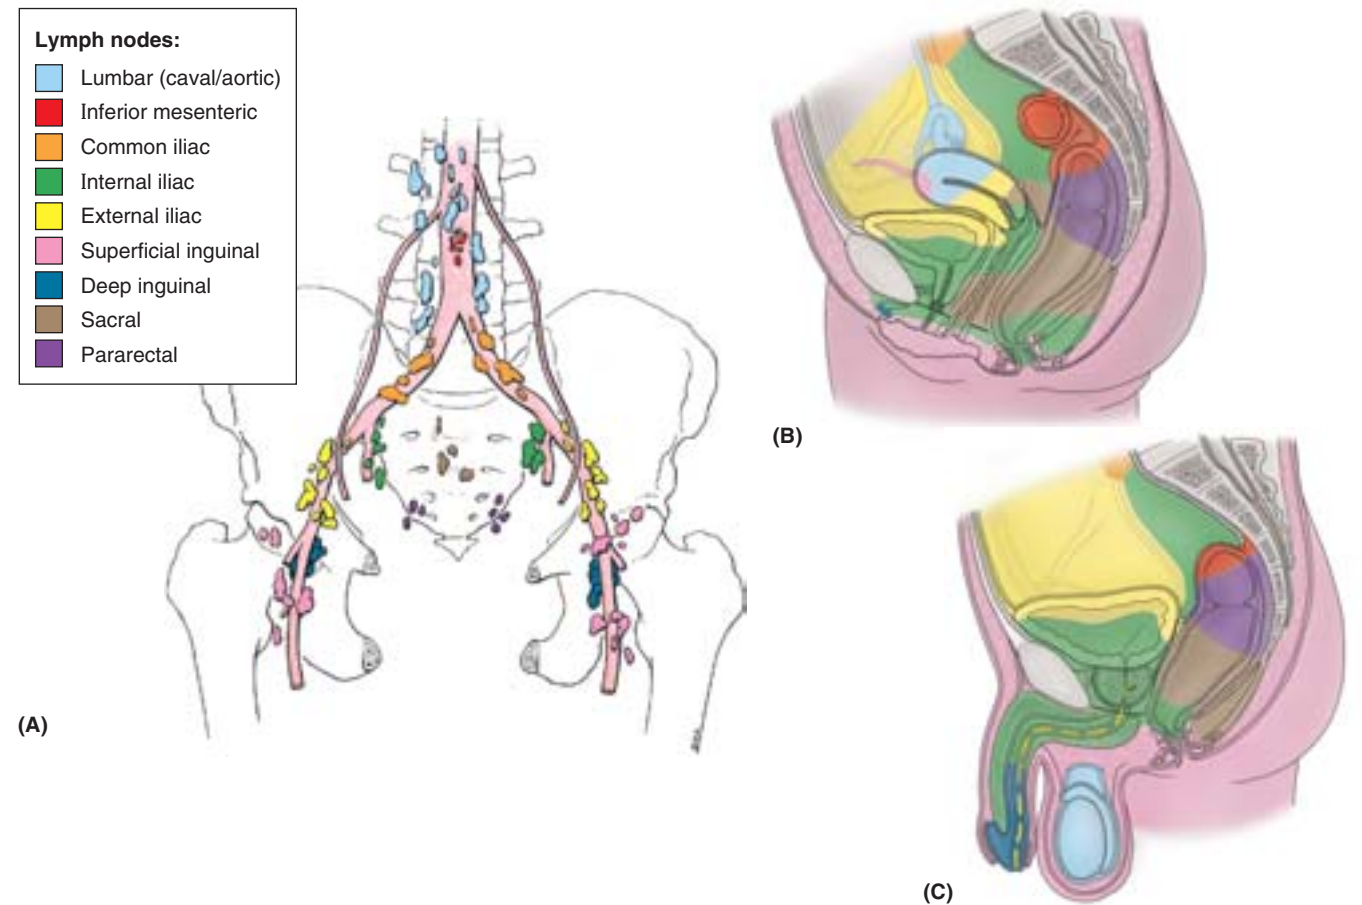 Lymph nodes:
Lumbar (caval/aortic)
Inferior mesenteric
Common iliac
Internal iliac
External iliac
Superficial inguinal
Deep inguinal
Sacral
Pararectal
(A)
(B)
(C)